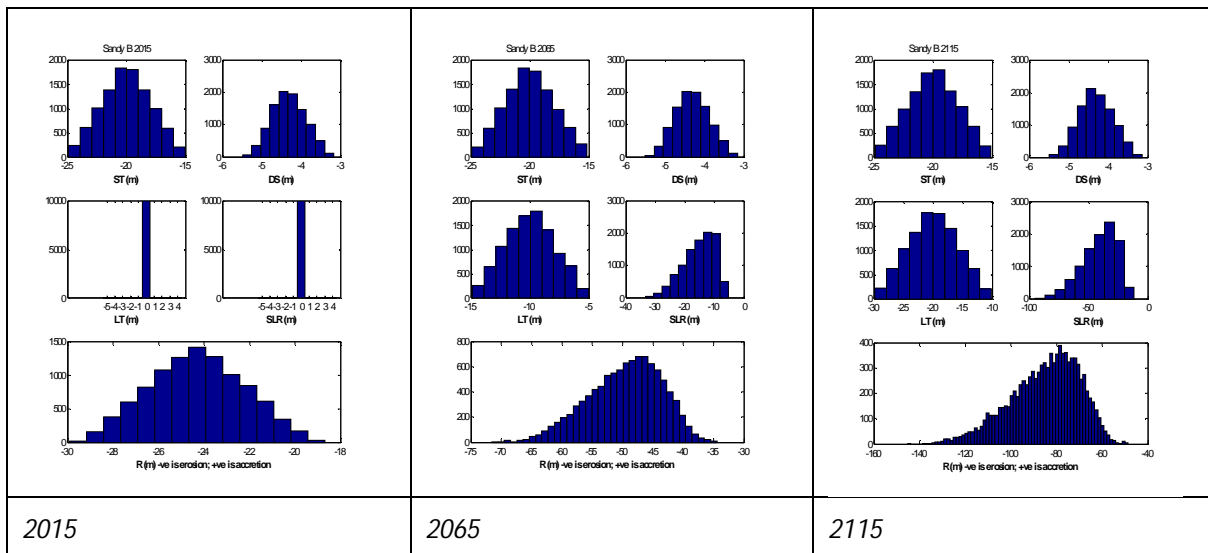 Sandy B 2015
2000
1500
1000
500
0
-25 -20 -15
ST (m)
3000
2000
1000
0
-6 -5 -4 -3
DS (m)
10000
5000
0
-5-4-3-2-1 0 1 2 3 4
LT (m)
10000
5000
0
-5-4-3-2-1 0 1 2 3 4
SLR (m)
1500
1000
500
0
-30 -28 -26 -24 -22 -20 -18
R (m) -ve is erosion; +ve is accretion
2015
Sandy B 2065
2000
1500
1000
500
0
-25 -20 -15
ST (m)
3000
2000
1000
0
-6 -5 -4 -3
DS (m)
2000
1500
1000
500
0
-15 -10 -5
LT (m)
3000
2000
1000
0
-40 -30 -20 -10 0
SLR (m)
800
600
400
200
0
-75 -70 -65 -60 -55 -50 -45 -40 -35 -30
R (m) -ve is erosion; +ve is accretion
2065
Sandy B 2115
2000
1500
1000
500
0
-25 -20 -15
ST (m)
3000
2000
1000
0
-6 -5 -4 -3
DS (m)
2000
1500
1000
500
0
-30 -25 -20 -15 -10
LT (m)
3000
2000
1000
0
-100 -50 0
SLR (m)
400
300
200
100
0
-160 -140 -120 -100 -80 -60 -40
R (m) -ve is erosion; +ve is accretion
2115